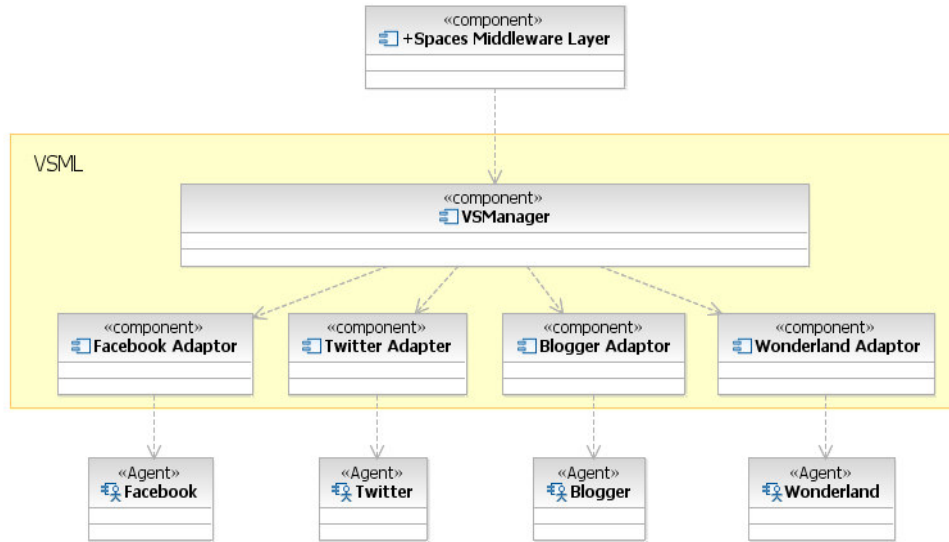 «component»
+Spaces Middleware Layer
VSML
«component»
VSManager
«component»
Facebook Adaptor
«component»
Twitter Adapter
«component»
Blogger Adaptor
«component»
Wonderland Adaptor
«Agent»
Facebook
«Agent»
Twitter
«Agent»
Blogger
«Agent»
Wonderland